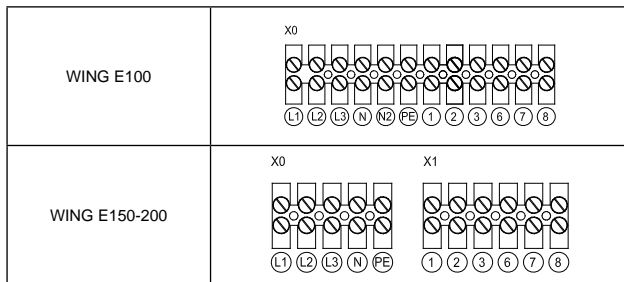 X0
WING E100
L1 L2 L3 N N2 PE 1 2 3 6 7 8
X0 X1
WING E150-200
L1 L2 L3 N PE 1 2 3 6 7 8